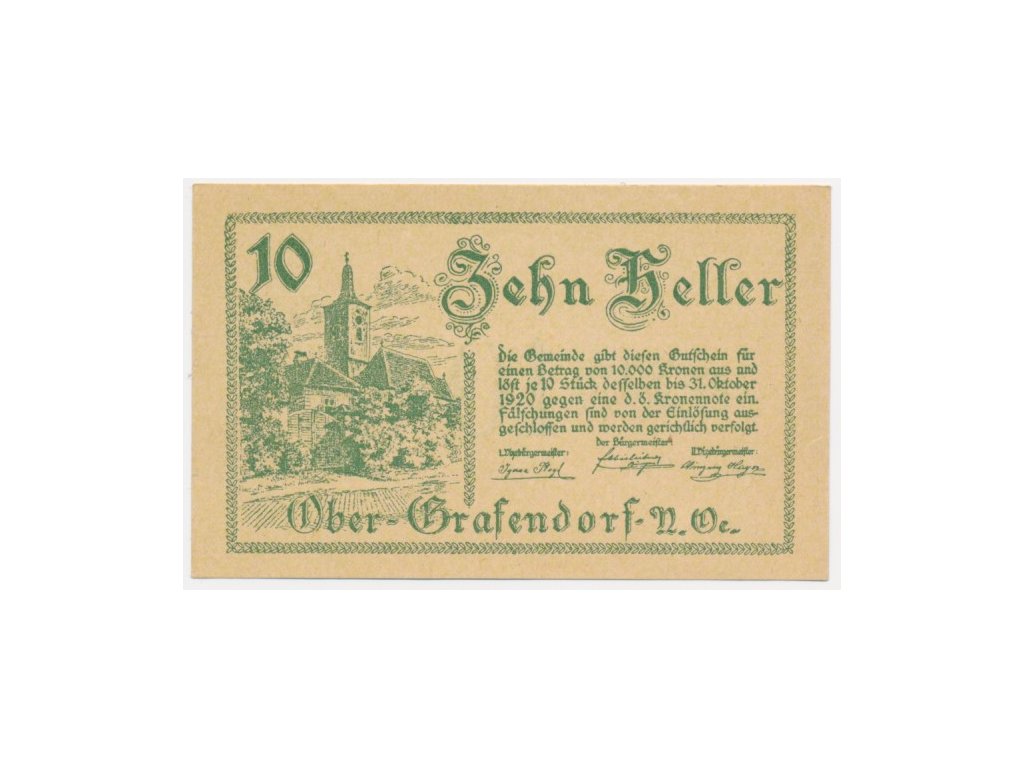 10
Zehn Heller
Die Gemeinde gibt diesen Gutschein für
einen Betrag von 10.000 Kronen aus und
löst je 10 Stück desselben bis 31. Oktober
1920 gegen eine d.ö. Kronennote ein.
Fälschungen sind von der Einlösung aus-
geschlossen und werden gerichtlich verfolgt.
der Bürgermeister:
I. Vizebürgermeister: II. Vizebürgermeister:
Ignaz
Ober-Grafendorf-N. Oe.